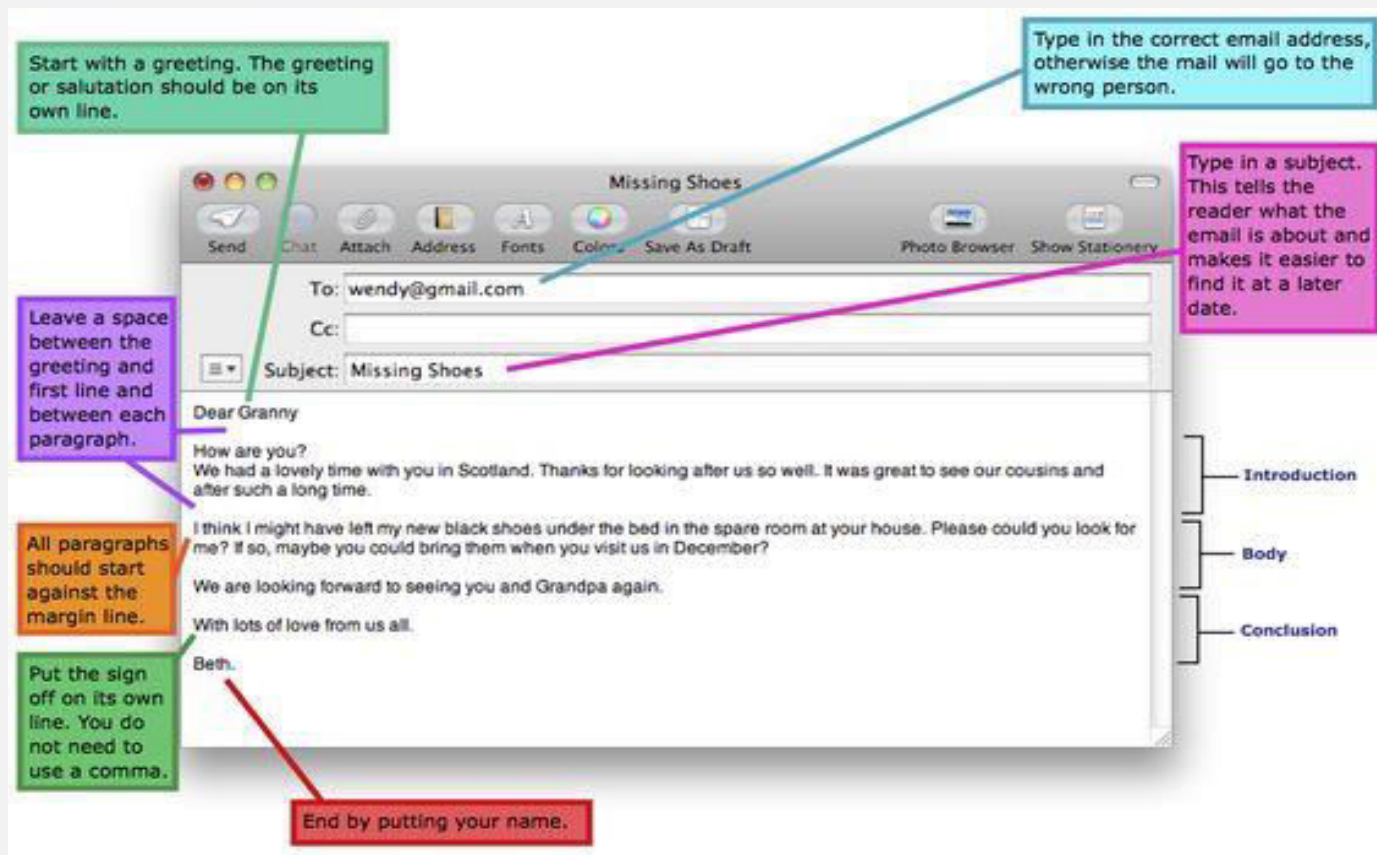 Start with a greeting. The greeting
or salutation should be on its
own line.
Type in the correct email address,
otherwise the mail will go to the
wrong person.
Type in a subject.
This tells the
reader what the
email is about and
makes it easier to
find it at a later
date.
Missing Shoes
Send Chat Attach Address Fonts Colors Save As Draft Photo Browser Show Stationery
To: wendy@gmail.com
Cc:
Subject: Missing Shoes
Leave a space
between the
greeting and
first line and
between each
paragraph.
Dear Granny
How are you?
We had a lovely time with you in Scotland. Thanks for looking after us so well. It was great to see our cousins and
after such a long time.
Introduction
I think I might have left my new black shoes under the bed in the spare room at your house. Please could you look for
me? If so, maybe you could bring them when you visit us in December?
Body
All paragraphs
should start
against the
margin line.
We are looking forward to seeing you and Grandpa again.
With lots of love from us all.
Conclusion
Beth.
Put the sign
off on its own
line. You do
not need to
use a comma.
End by putting your name.